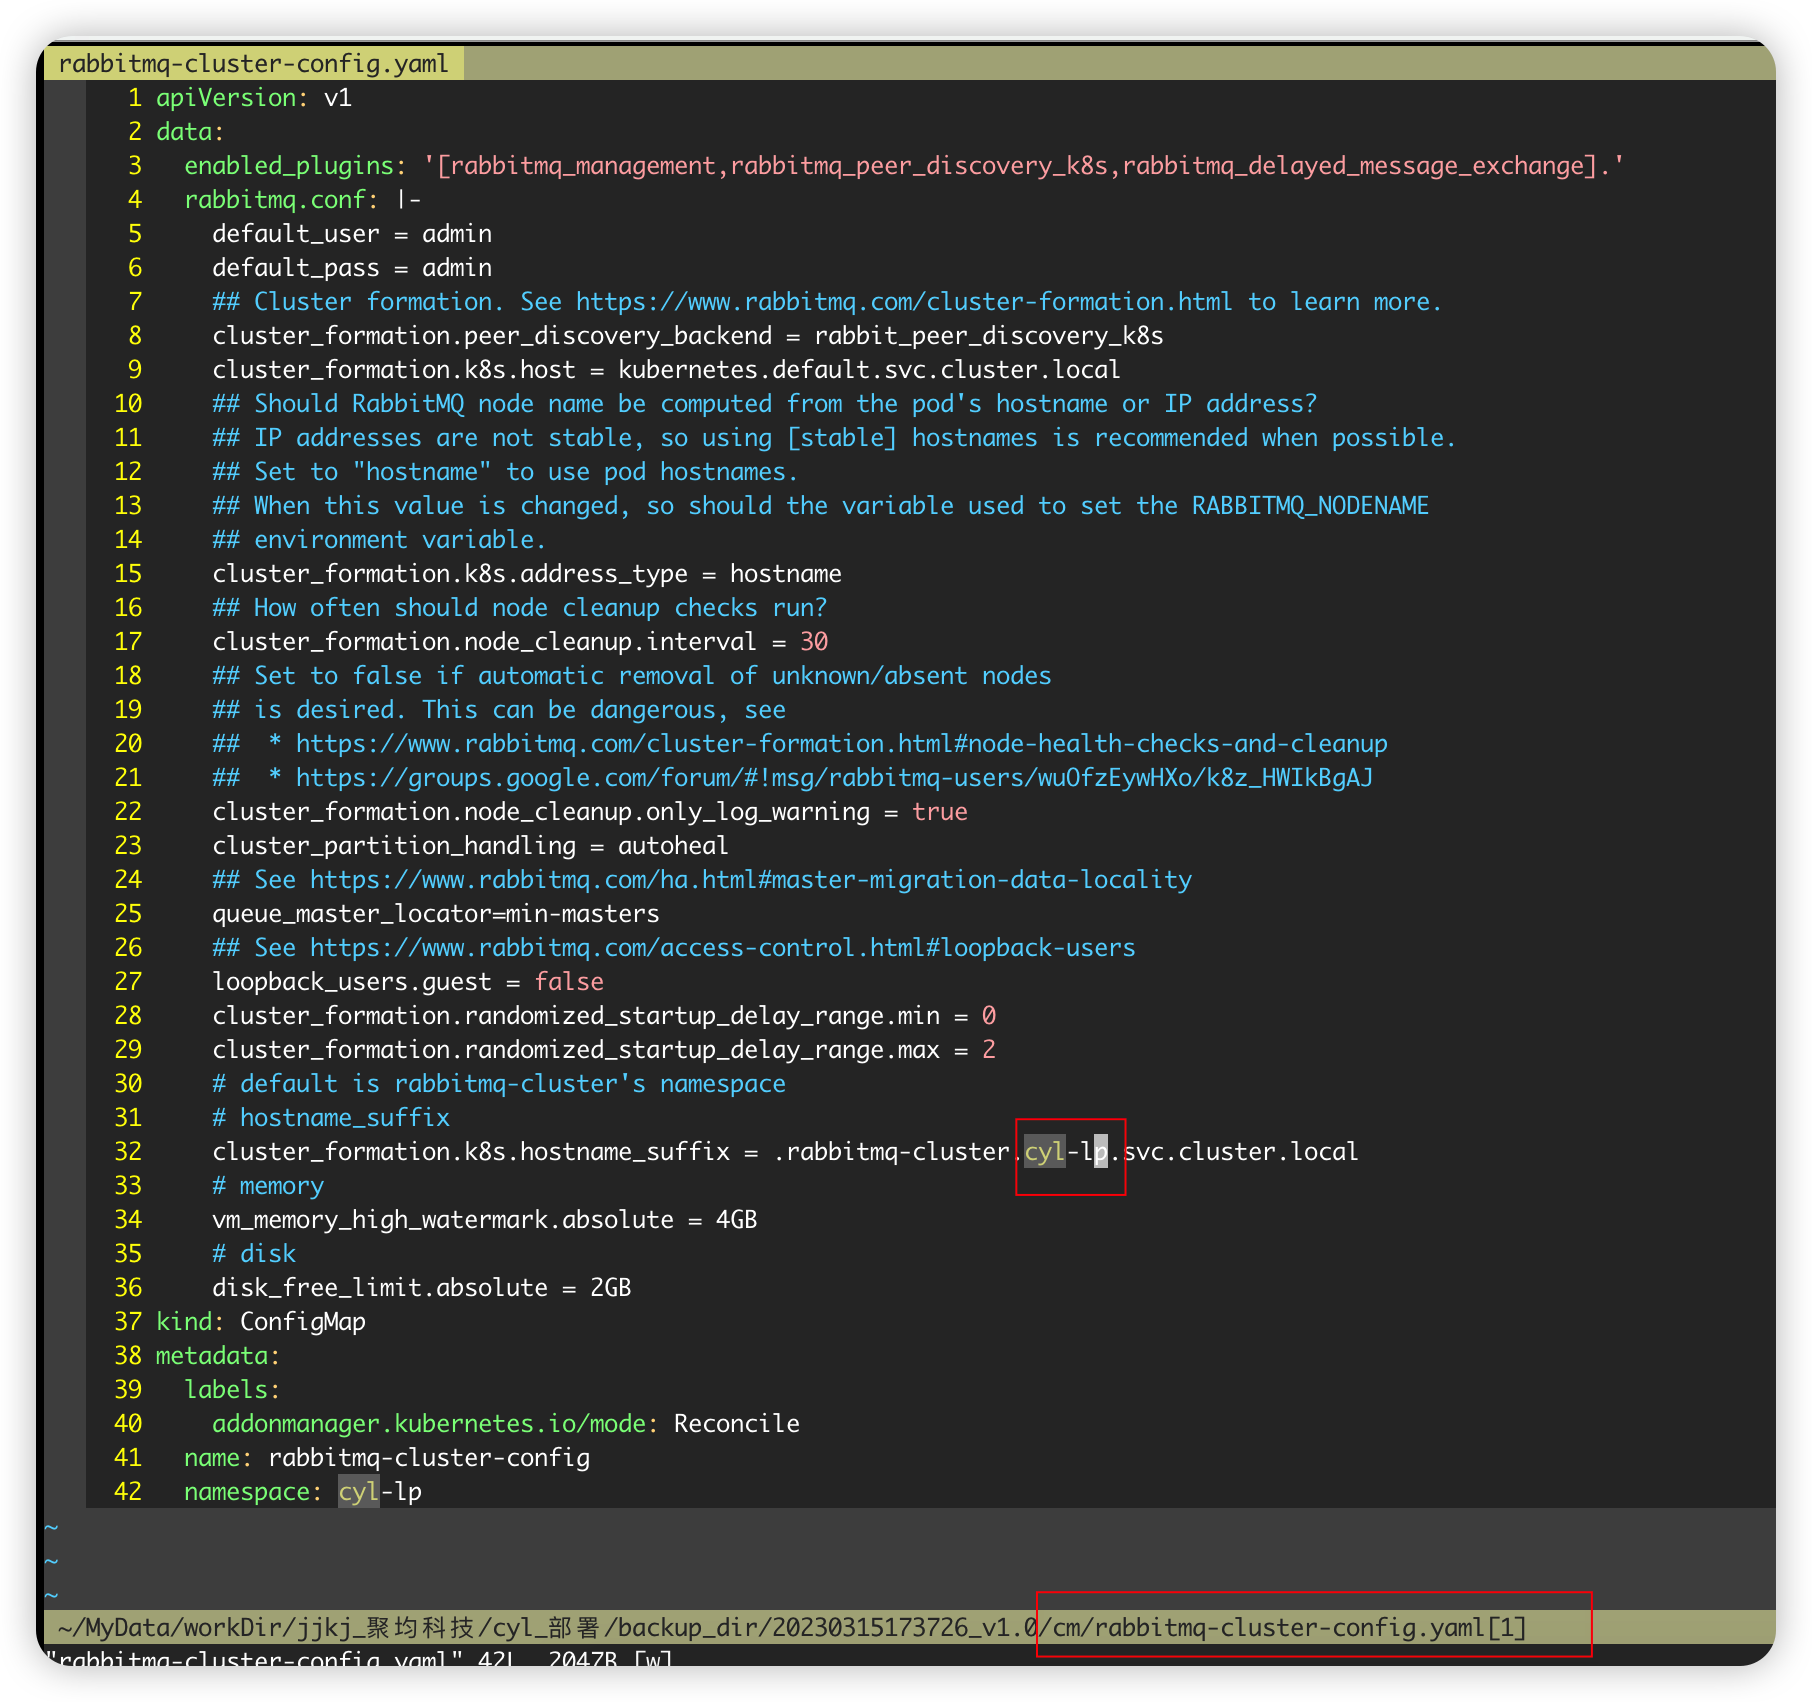 rabbitmq-cluster-config.yaml
1 apiVersion: v1
2 data:
3   enabled_plugins: '[rabbitmq_management,rabbitmq_peer_discovery_k8s,rabbitmq_delayed_message_exchange].'
4   rabbitmq.conf: |-
5     default_user = admin
6     default_pass = admin
7     ## Cluster formation. See https://www.rabbitmq.com/cluster-formation.html to learn more.
8     cluster_formation.peer_discovery_backend = rabbit_peer_discovery_k8s
9     cluster_formation.k8s.host = kubernetes.default.svc.cluster.local
10     ## Should RabbitMQ node name be computed from the pod's hostname or IP address?
11     ## IP addresses are not stable, so using [stable] hostnames is recommended when possible.
12     ## Set to "hostname" to use pod hostnames.
13     ## When this value is changed, so should the variable used to set the RABBITMQ_NODENAME
14     ## environment variable.
15     cluster_formation.k8s.address_type = hostname
16     ## How often should node cleanup checks run?
17     cluster_formation.node_cleanup.interval = 30
18     ## Set to false if automatic removal of unknown/absent nodes
19     ## is desired. This can be dangerous, see
20     ##  * https://www.rabbitmq.com/cluster-formation.html#node-health-checks-and-cleanup
21     ##  * https://groups.google.com/forum/#!msg/rabbitmq-users/wuOfzEywHXo/k8z_HWIkBgAJ
22     cluster_formation.node_cleanup.only_log_warning = true
23     cluster_partition_handling = autoheal
24     ## See https://www.rabbitmq.com/ha.html#master-migration-data-locality
25     queue_master_locator=min-masters
26     ## See https://www.rabbitmq.com/access-control.html#loopback-users
27     loopback_users.guest = false
28     cluster_formation.randomized_startup_delay_range.min = 0
29     cluster_formation.randomized_startup_delay_range.max = 2
30     # default is rabbitmq-cluster's namespace
31     # hostname_suffix
32     cluster_formation.k8s.hostname_suffix = .rabbitmq-cluster.cyl-lp.svc.cluster.local
33     # memory
34     vm_memory_high_watermark.absolute = 4GB
35     # disk
36     disk_free_limit.absolute = 2GB
37 kind: ConfigMap
38 metadata:
39   labels:
40     addonmanager.kubernetes.io/mode: Reconcile
41   name: rabbitmq-cluster-config
42   namespace: cyl-lp
~
~
~
~/MyData/workDir/jjkj_聚均科技/cyl_部署/backup_dir/20230315173726_v1.0/cm/rabbitmq-cluster-config.yaml[1]
"rabbitmq-cluster-config.yaml" 42L, 2047B [w]